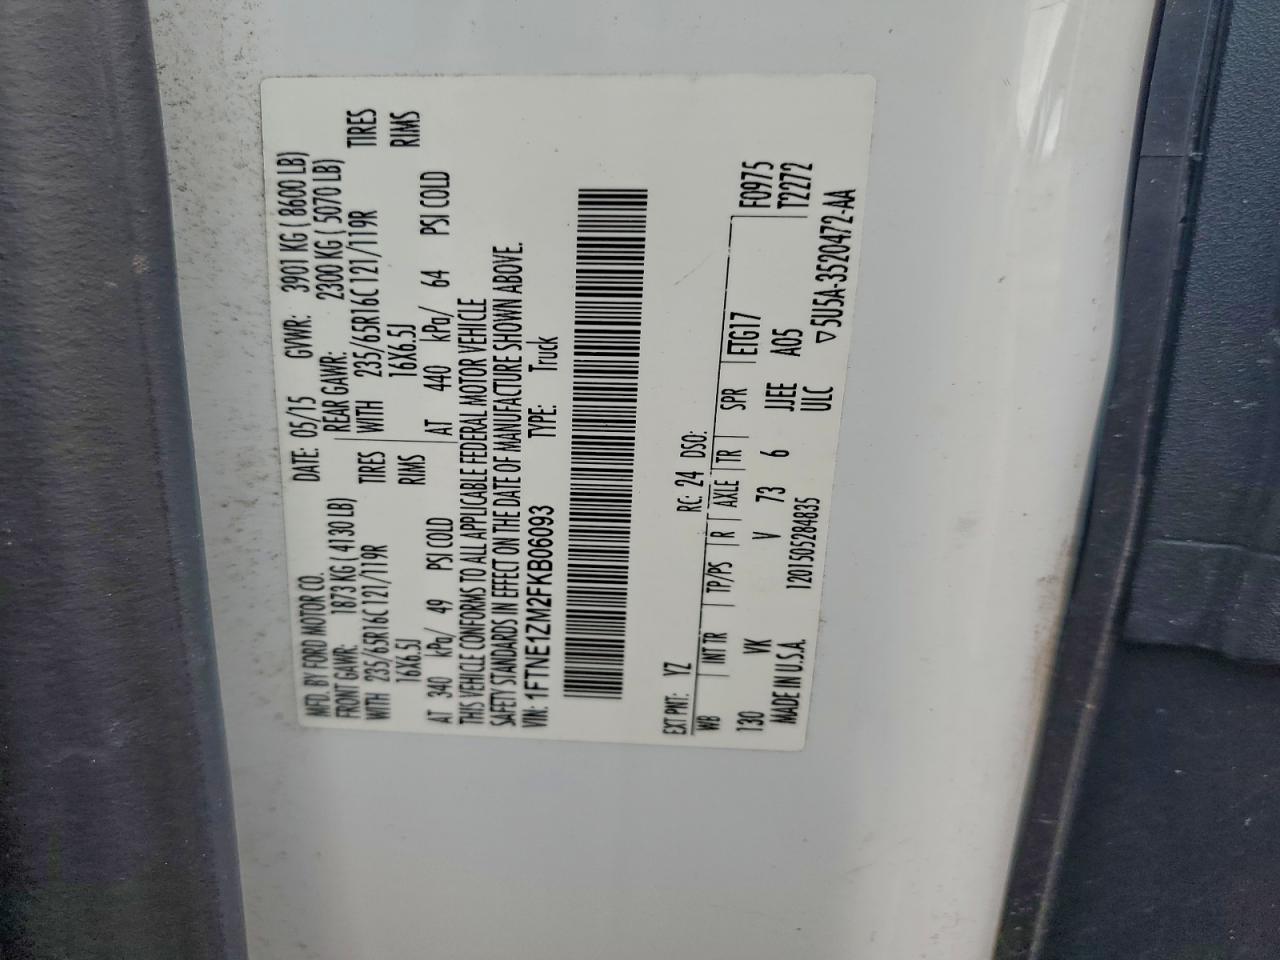 MFD. BY FORD MOTOR CO. DATE: 05/15 GVWR: 3901 KG ( 8600 LB)
FRONT GAWR: 1873 KG ( 4130 LB) REAR GAWR: 2300 KG ( 5070 LB)
WITH 235/65R16C 121/119R TIRES WITH 235/65R16C 121/119R TIRES
16X6.5J RIMS 16X6.5J RIMS
AT 340 kPa/ 49 PSI COLD AT 440 kPa/ 64 PSI COLD
THIS VEHICLE CONFORMS TO ALL APPLICABLE FEDERAL MOTOR VEHICLE
SAFETY STANDARDS IN EFFECT ON THE DATE OF MANUFACTURE SHOWN ABOVE.
VIN: 1FTNE1ZM2FKB06093 TYPE: Truck
EXT PNT: YZ RC: 24 DSO:
WB INT TR TP/PS R AXLE TR SPR ETG17 F0975
130 VK V 73 6 JJEE A05 T2272
MADE IN U.S.A. 1201505284835 ULC ▽5U5A-3520472-AA